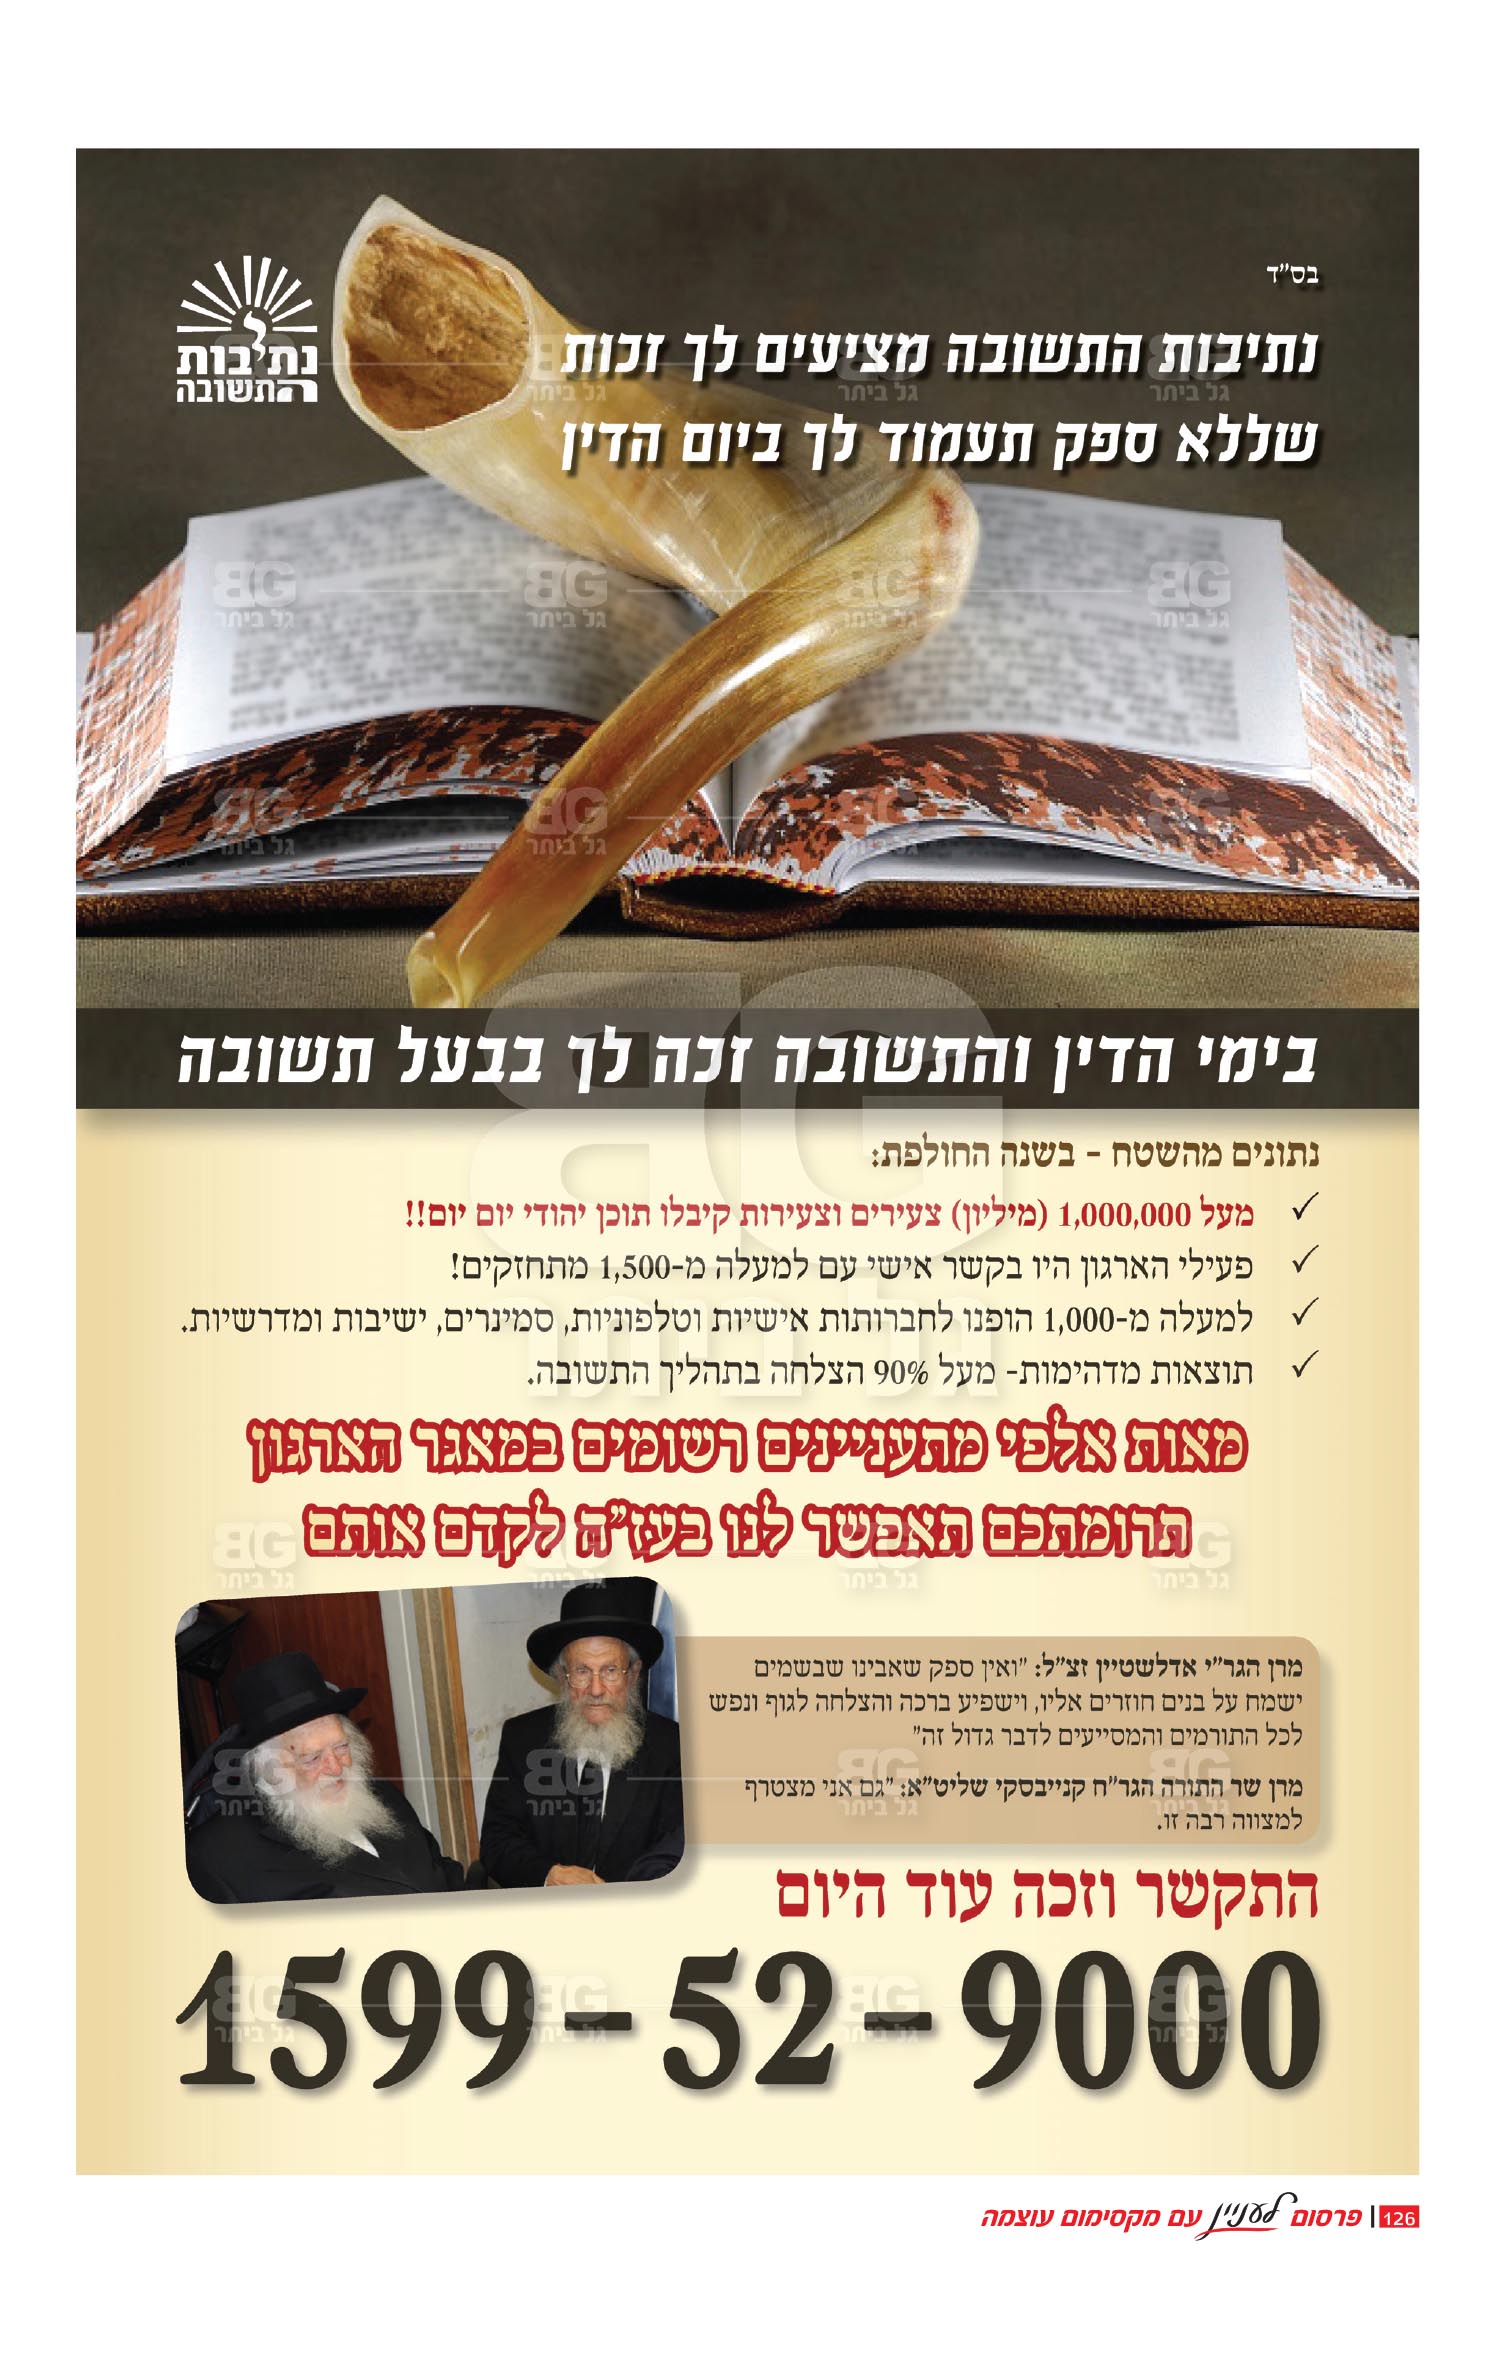 בס"ד
נתיבות
התשובה
נתיבות התשובה מציעים לך זכות
שללא ספק תעמוד לך ביום הדין
בימי הדין והתשובה זכה לך בבעל תשובה
נתונים מהשטח - בשנה החולפת:
✓ מעל 1,000,000 (מיליון) צעירים וצעירות קיבלו תוכן יהודי יום יום!!
✓ פעילי הארגון היו בקשר אישי עם למעלה מ-1,500 מתחזקים!
✓ למעלה מ-1,000 הופנו לחברותות אישיות וטלפוניות, סמינרים, ישיבות ומדרשיות.
✓ תוצאות מדהימות- מעל 90% הצלחה בתהליך התשובה.
מאות אלפי מתעניינים רשומים במאגר הארגון
תרומתכם תאפשר לנו בעז"ה לקדם אותם
מרן הגר"י אדלשטיין זצ"ל: "ואין ספק שאבינו שבשמים
ישמח על בנים חוזרים אליו, וישפיע ברכה והצלחה לגוף ונפש
לכל התורמים והמסייעים לדבר גדול זה"
מרן שר התורה הגר"ח קנייבסקי שליט"א: "גם אני מצטרף
למצווה רבה זו.
התקשר וזכה עוד היום
1599-52-9000
126 | פרסום לעניין עם מקסימום עוצמה
BG
גל ביתר